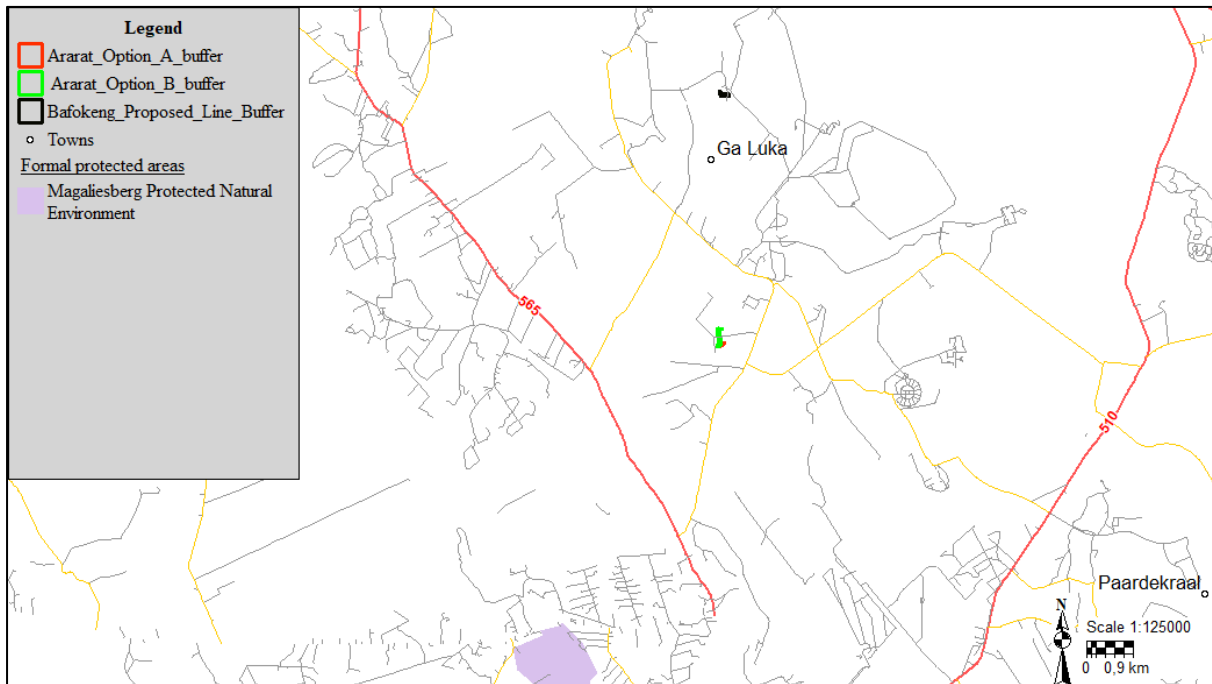 Legend
Ararat_Option_A_buffer
Ararat_Option_B_buffer
Bafokeng_Proposed_Line_Buffer
Towns
Formal protected areas
Magaliesberg Protected Natural
Environment
Ga Luka
565
510
Paardekraal
N
Scale 1:125000
0 0,9 km